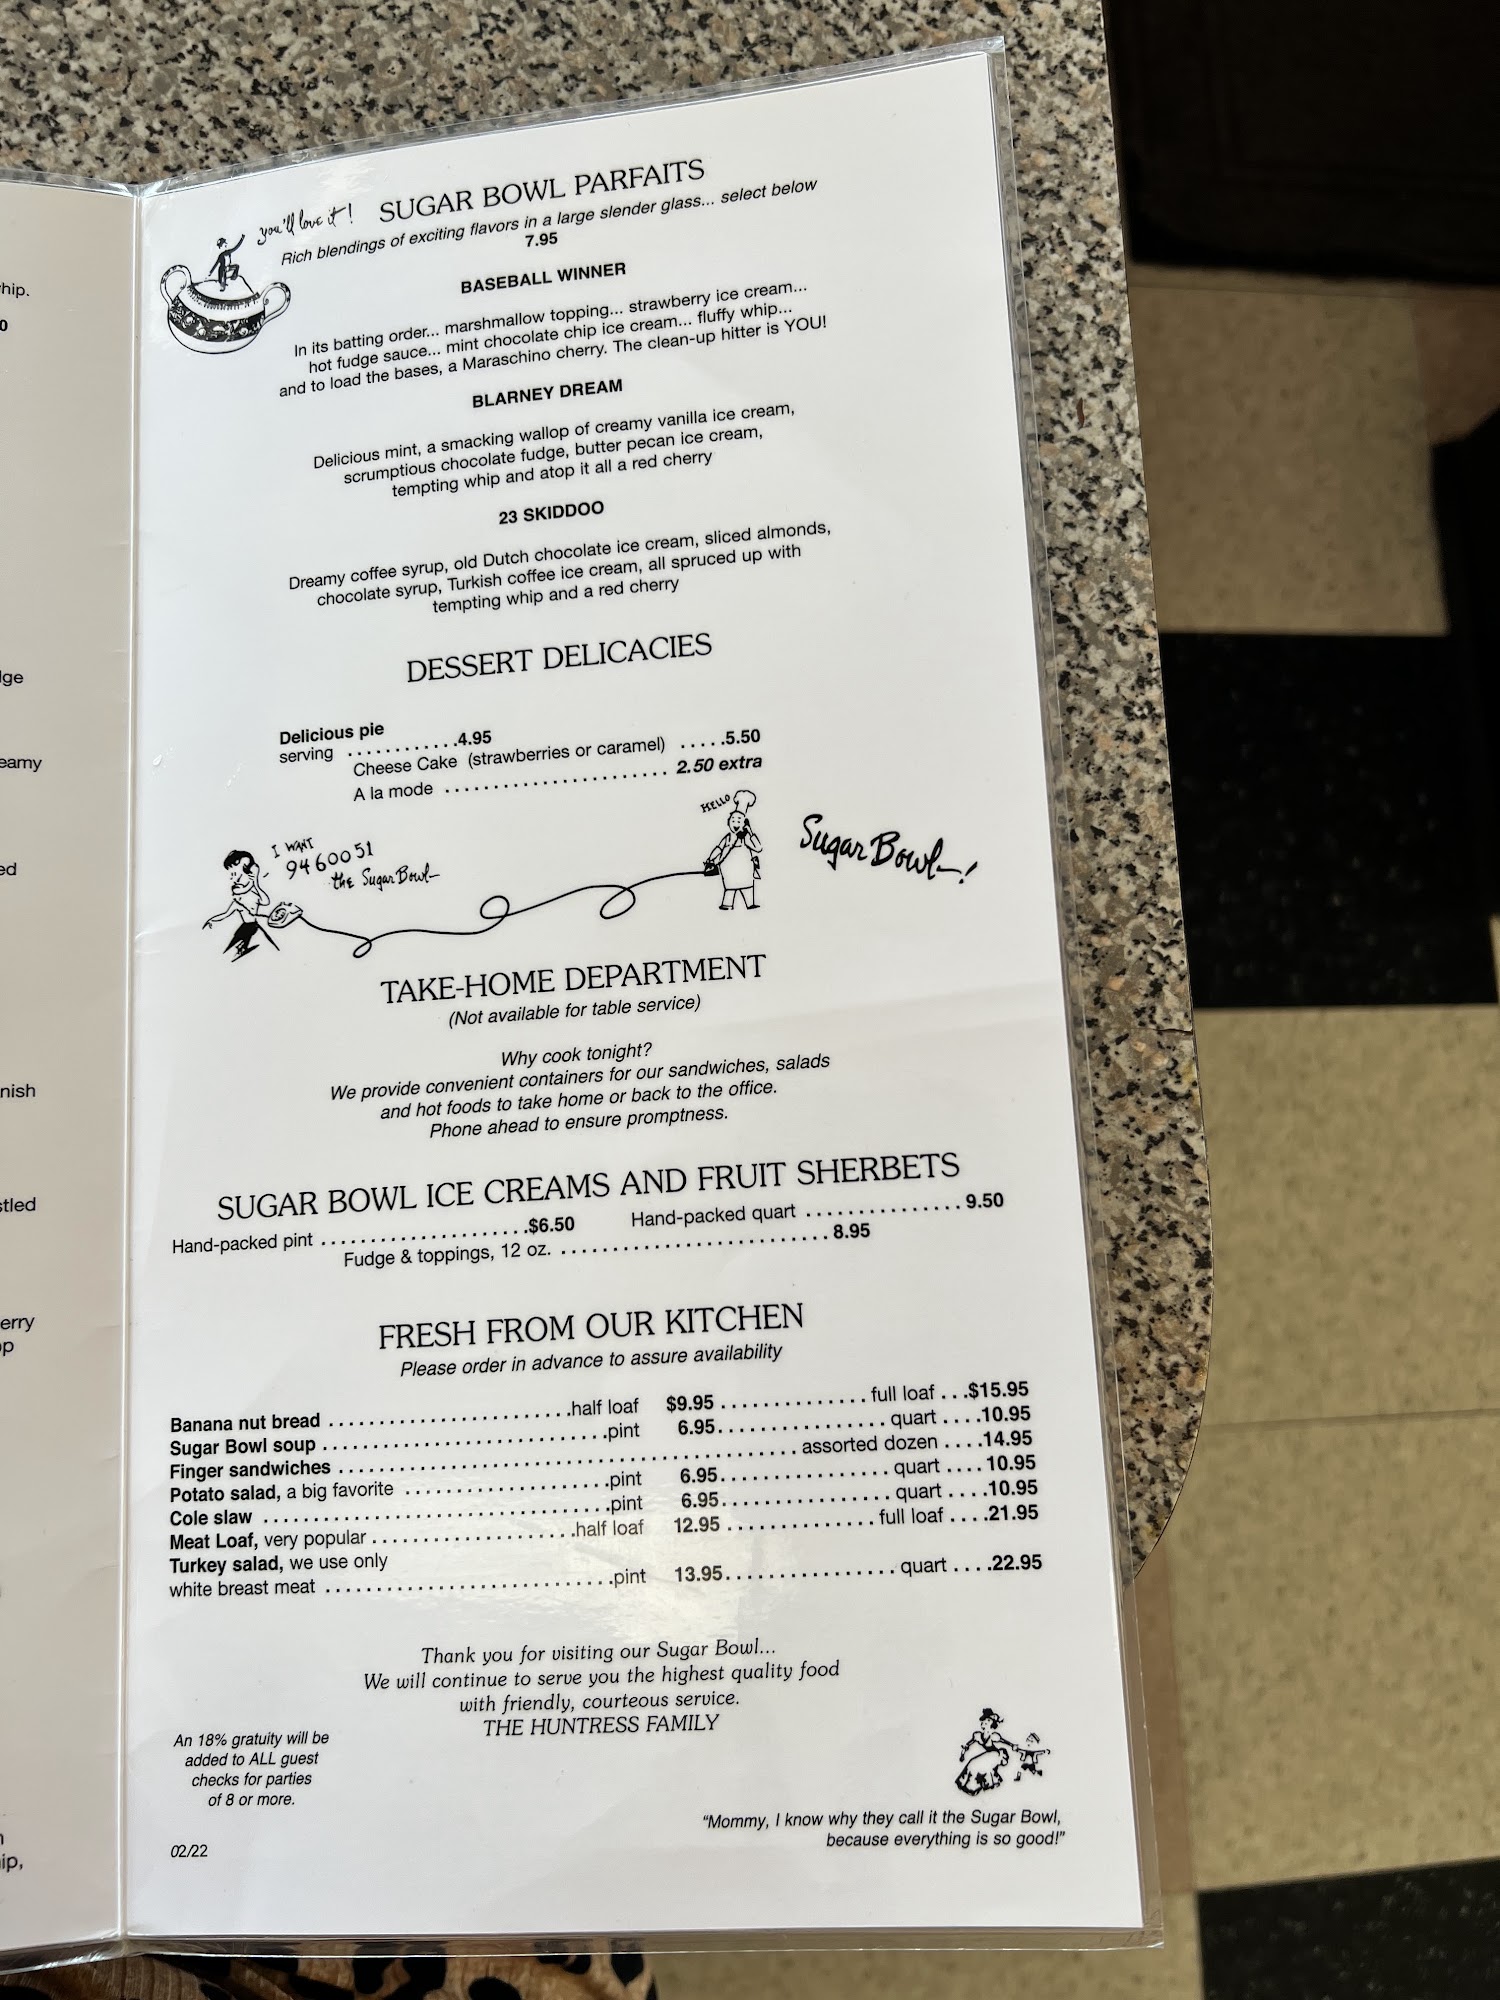 hip.
0
dge
eamy
ed
nish
stled
erry
op
n
ip,
you'll love it!
SUGAR BOWL PARFAITS
Rich blendings of exciting flavors in a large slender glass... select below
7.95
BASEBALL WINNER
In its batting order... marshmallow topping... strawberry ice cream...
hot fudge sauce... mint chocolate chip ice cream... fluffy whip...
and to load the bases, a Maraschino cherry. The clean-up hitter is YOU!
BLARNEY DREAM
Delicious mint, a smacking wallop of creamy vanilla ice cream,
scrumptious chocolate fudge, butter pecan ice cream,
tempting whip and atop it all a red cherry
23 SKIDDOO
Dreamy coffee syrup, old Dutch chocolate ice cream, sliced almonds,
chocolate syrup, Turkish coffee ice cream, all spruced up with
tempting whip and a red cherry
DESSERT DELICACIES
Delicious pie
serving ............4.95
Cheese Cake (strawberries or caramel) .....5.50
A la mode ....................... 2.50 extra
I WANT
9460051
the Sugar Bowl
HELLO
Sugar Bowl!
TAKE-HOME DEPARTMENT
(Not available for table service)
Why cook tonight?
We provide convenient containers for our sandwiches, salads
and hot foods to take home or back to the office.
Phone ahead to ensure promptness.
SUGAR BOWL ICE CREAMS AND FRUIT SHERBETS
Hand-packed pint .....................$6.50 Hand-packed quart ................9.50
Fudge & toppings, 12 oz. ...........................8.95
FRESH FROM OUR KITCHEN
Please order in advance to assure availability
Banana nut bread .........................half loaf $9.95 ...............full loaf ...$15.95
Sugar Bowl soup .............................pint 6.95.................quart ....10.95
Finger sandwiches ...............................................assorted dozen ....14.95
Potato salad, a big favorite .....................pint 6.95.................quart ....10.95
Cole slaw ...................................pint 6.95.................quart ....10.95
Meat Loaf, very popular .....................half loaf 12.95 ...............full loaf ....21.95
Turkey salad, we use only
white breast meat .............................pint 13.95.................quart ....22.95
Thank you for visiting our Sugar Bowl...
We will continue to serve you the highest quality food
with friendly, courteous service.
THE HUNTRESS FAMILY
An 18% gratuity will be
added to ALL guest
checks for parties
of 8 or more.
"Mommy, I know why they call it the Sugar Bowl,
because everything is so good!"
02/22